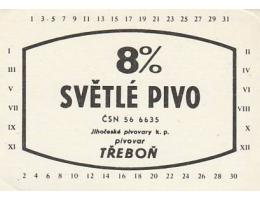 1 3 5 7 9 11 13 15 17 19 21 23 25 27 29 31
8%
SVĚTLÉ PIVO
ČSN 56 6635
Jihočeské pivovary k. p.
pivovar
TŘEBOŇ
I
III
V
VII
IX
XI
II
IV
VI
VIII
X
XII
2 4 6 8 10 12 14 16 18 20 22 24 26 28 30